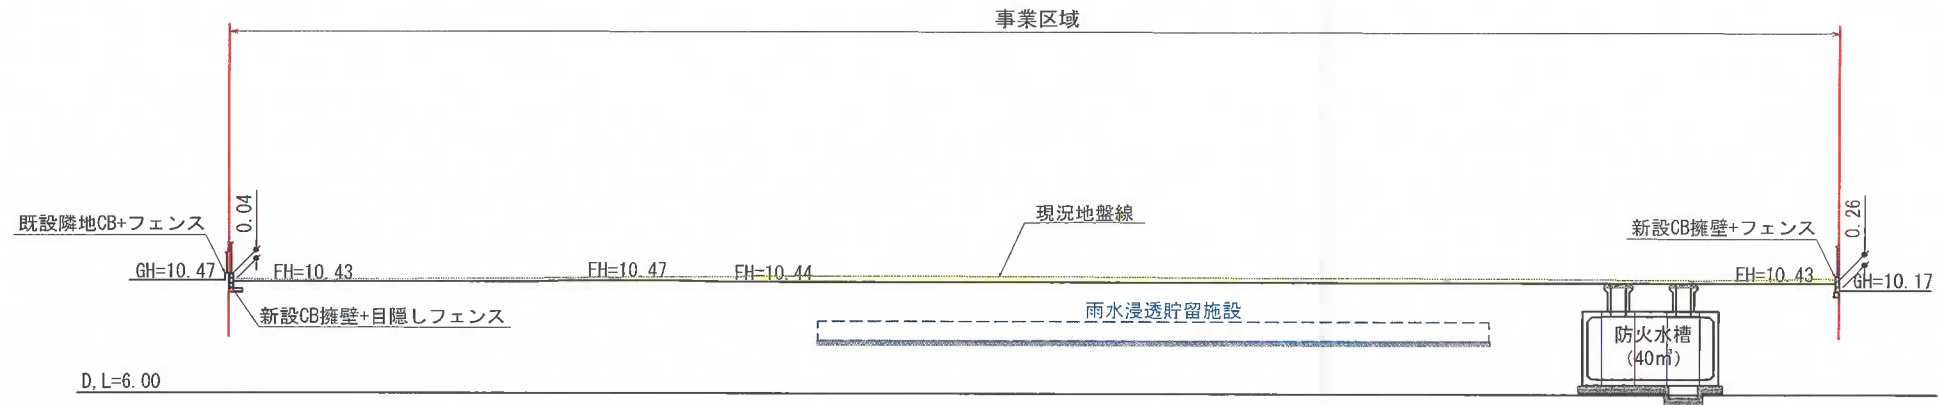 事業区域
0.04
既設隣地CB+フェンス
現況地盤線
0.26
新設CB擁壁+フェンス
GH=10.47
FH=10.43
FH=10.47
FH=10.44
FH=10.43
GH=10.17
新設CB擁壁+目隠しフェンス
雨水浸透貯留施設
防火水槽
(40㎥)
D,L=6.00